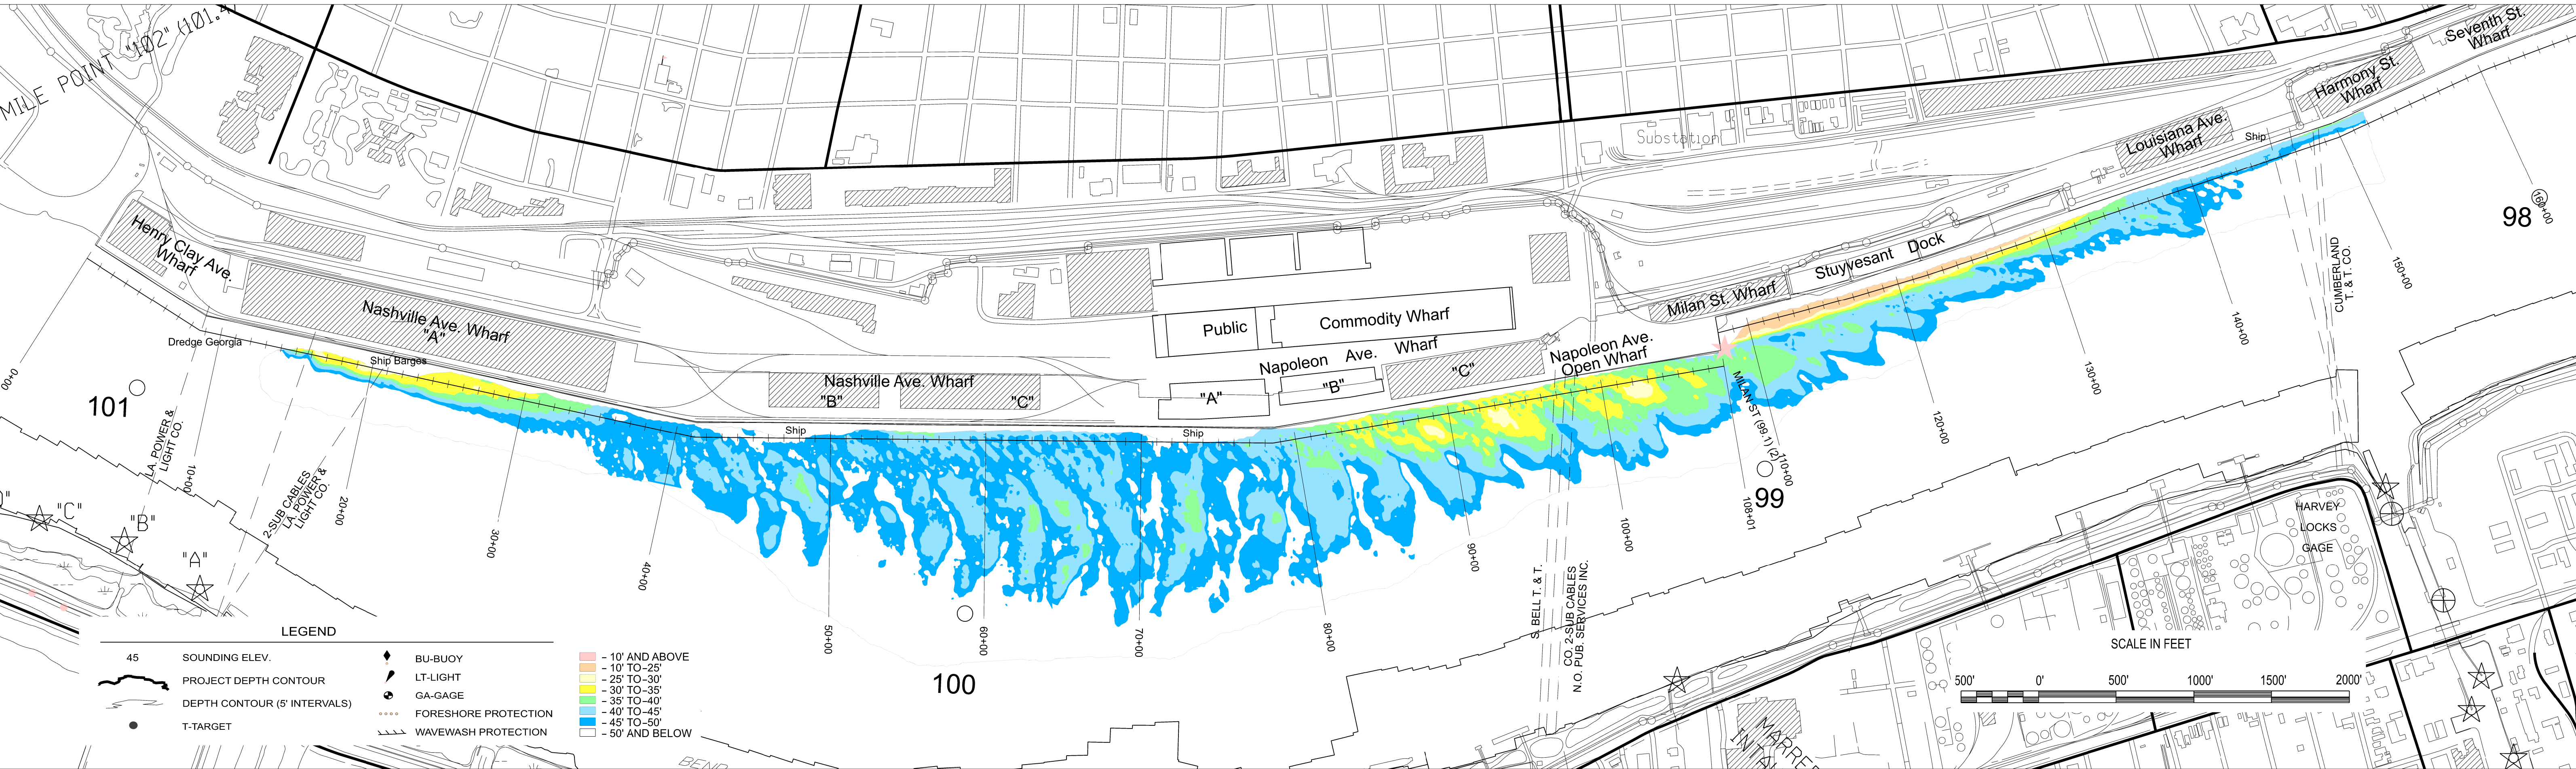 MILE POINT "102" (101.4
Seventh St.
Wharf
Harmony St.
Wharf
Louisiana Ave.
Wharf
Ship
Substation
Stuyvesant Dock
Milan St. Wharf
Henry Clay Ave.
Wharf
Nashville Ave. Wharf
"A"
Dredge Georgia
Ship Barges
Nashville Ave. Wharf
"B"
"C"
Ship
Public
Commodity Wharf
Napoleon Ave. Wharf
"A"
"B"
"C"
Ship
Napoleon Ave.
Open Wharf
MILAN ST (99.1) (2)
0+00
10+00
20+00
30+00
40+00
50+00
60+00
70+00
80+00
90+00
100+00
108+01
110+00
120+00
130+00
140+00
150+00
160+00
101
100
99
98
LA. POWER &
LIGHT CO.
2-SUB CABLES
LA. POWER &
LIGHT CO.
S. BELL T. & T.
CO. 2-SUB CABLES
N.O. PUB. SERVICES INC.
CUMBERLAND
T. & T. CO.
"C"
"B"
"A"
HARVEY
LOCKS
GAGE
LEGEND
45 SOUNDING ELEV.
PROJECT DEPTH CONTOUR
DEPTH CONTOUR (5' INTERVALS)
T-TARGET
BU-BUOY
LT-LIGHT
GA-GAGE
FORESHORE PROTECTION
WAVEWASH PROTECTION
– 10' AND ABOVE
– 10' TO–25'
– 25' TO–30'
– 30' TO–35'
– 35' TO–40'
– 40' TO–45'
– 45' TO–50'
– 50' AND BELOW
SCALE IN FEET
500' 0' 500' 1000' 1500' 2000'
BEND